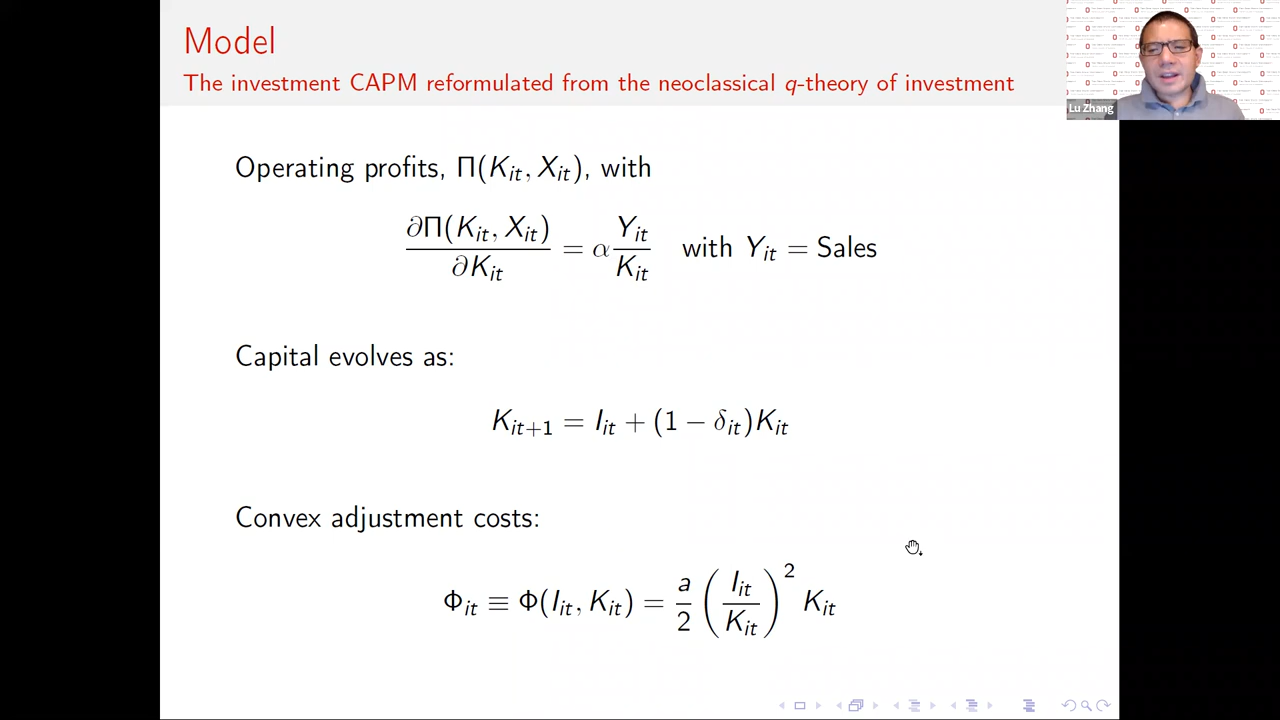 Model
The investment CAPM reformulated from the neoclassical q-theory of investment
Lu Zhang
Operating profits, Π(K_it, X_it), with
∂Π(K_it, X_it)/∂K_it = α Y_it/K_it with Y_it = Sales
Capital evolves as:
K_it+1 = I_it + (1 − δ_it)K_it
Convex adjustment costs:
Φ_it ≡ Φ(I_it, K_it) = a/2 (I_it/K_it)² K_it